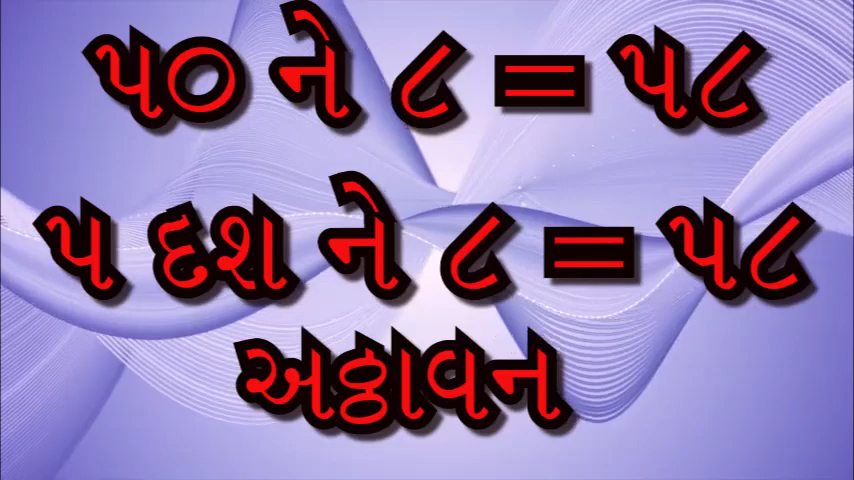 ૫૦ ને ૮ = ૫૮
૫ દશ ને ૮ = ૫૮
અઠ્ઠાવન